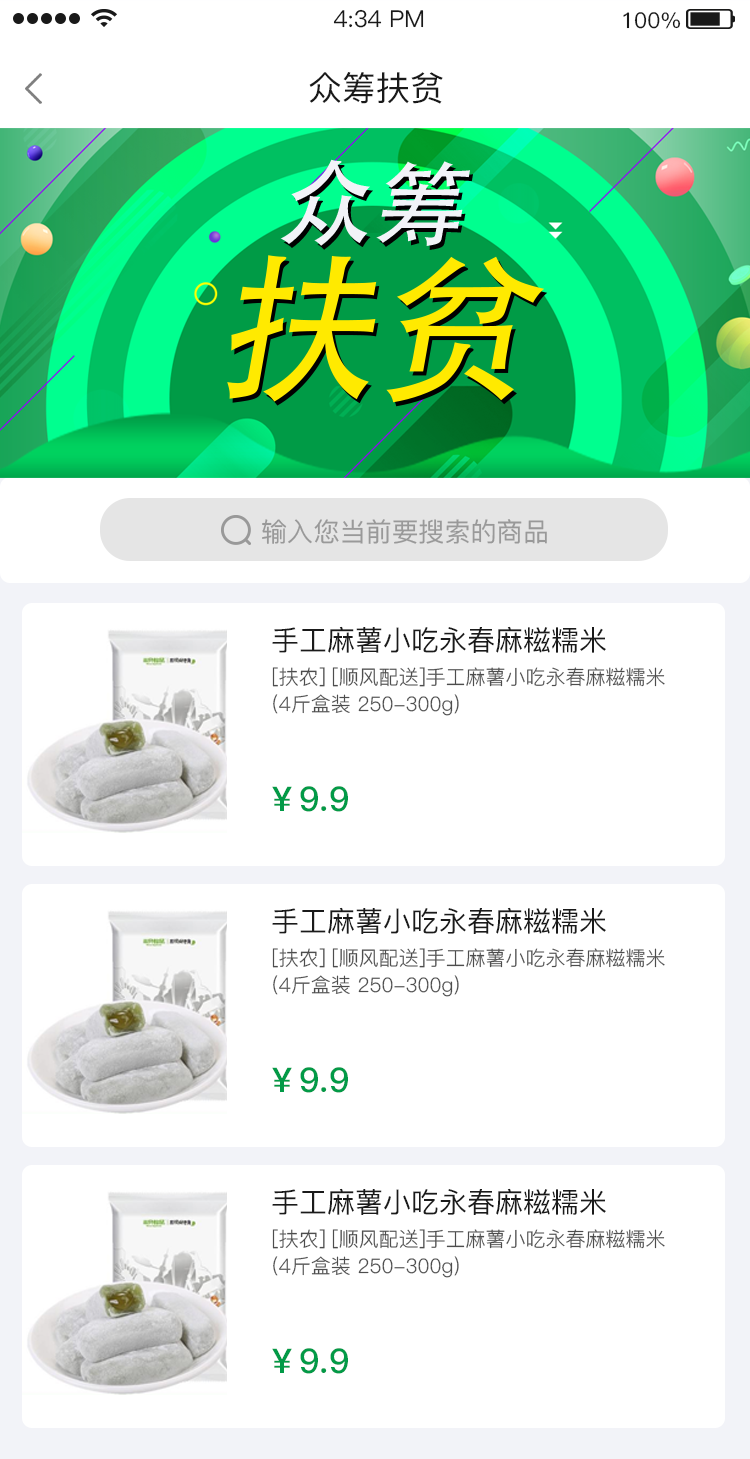 4:34 PM
100%
众筹扶贫
众筹
扶贫
输入您当前要搜索的商品
手工麻薯小吃永春麻糍糯米
[扶农] [顺风配送]手工麻薯小吃永春麻糍糯米
(4斤盒装 250-300g)
¥ 9.9
手工麻薯小吃永春麻糍糯米
[扶农] [顺风配送]手工麻薯小吃永春麻糍糯米
(4斤盒装 250-300g)
¥ 9.9
手工麻薯小吃永春麻糍糯米
[扶农] [顺风配送]手工麻薯小吃永春麻糍糯米
(4斤盒装 250-300g)
¥ 9.9